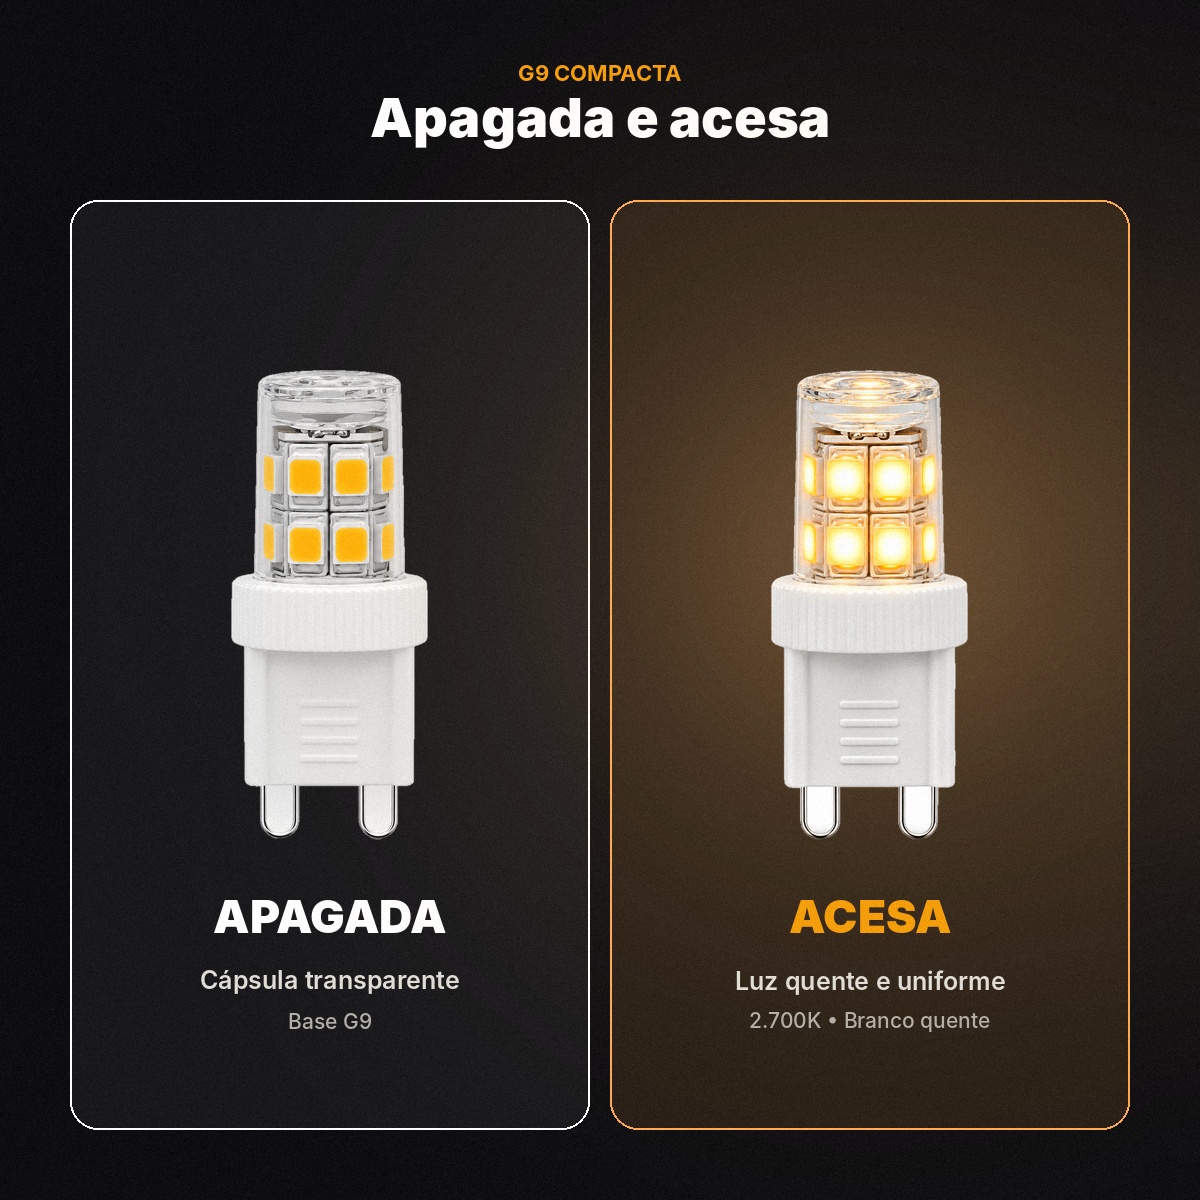 G9 COMPACTA
Apagada e acesa
APAGADA
Cápsula transparente
Base G9
ACESA
Luz quente e uniforme
2.700K • Branco quente